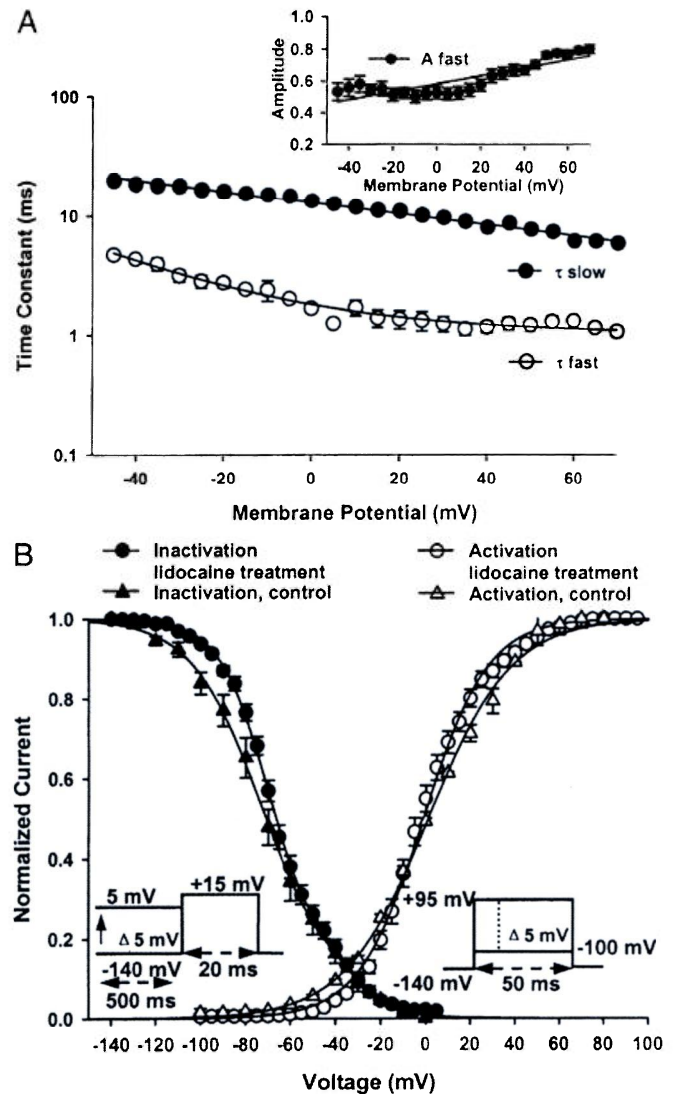 A
1.0
0.8
0.6
0.4
0.2
Amplitude
A fast
-40 -20 0 20 40 60
Membrane Potential (mV)
100
10
1
0.1
Time Constant (ms)
τ slow
τ fast
-20 0 20 40 60
-40
Membrane Potential (mV)
B
Inactivation
lidocaine treatment
Inactivation, control
Activation
lidocaine treatment
Activation, control
1.0
0.8
0.6
0.4
0.2
0.0
Normalized Current
5 mV
+15 mV
Δ 5 mV
-140 mV
20 ms
500 ms
+95 mV
Δ 5 mV
-100 mV
-140 mV
50 ms
-140 -120 -100 -80 -60 -40 -20 0 20 40 60 80 100
Voltage (mV)